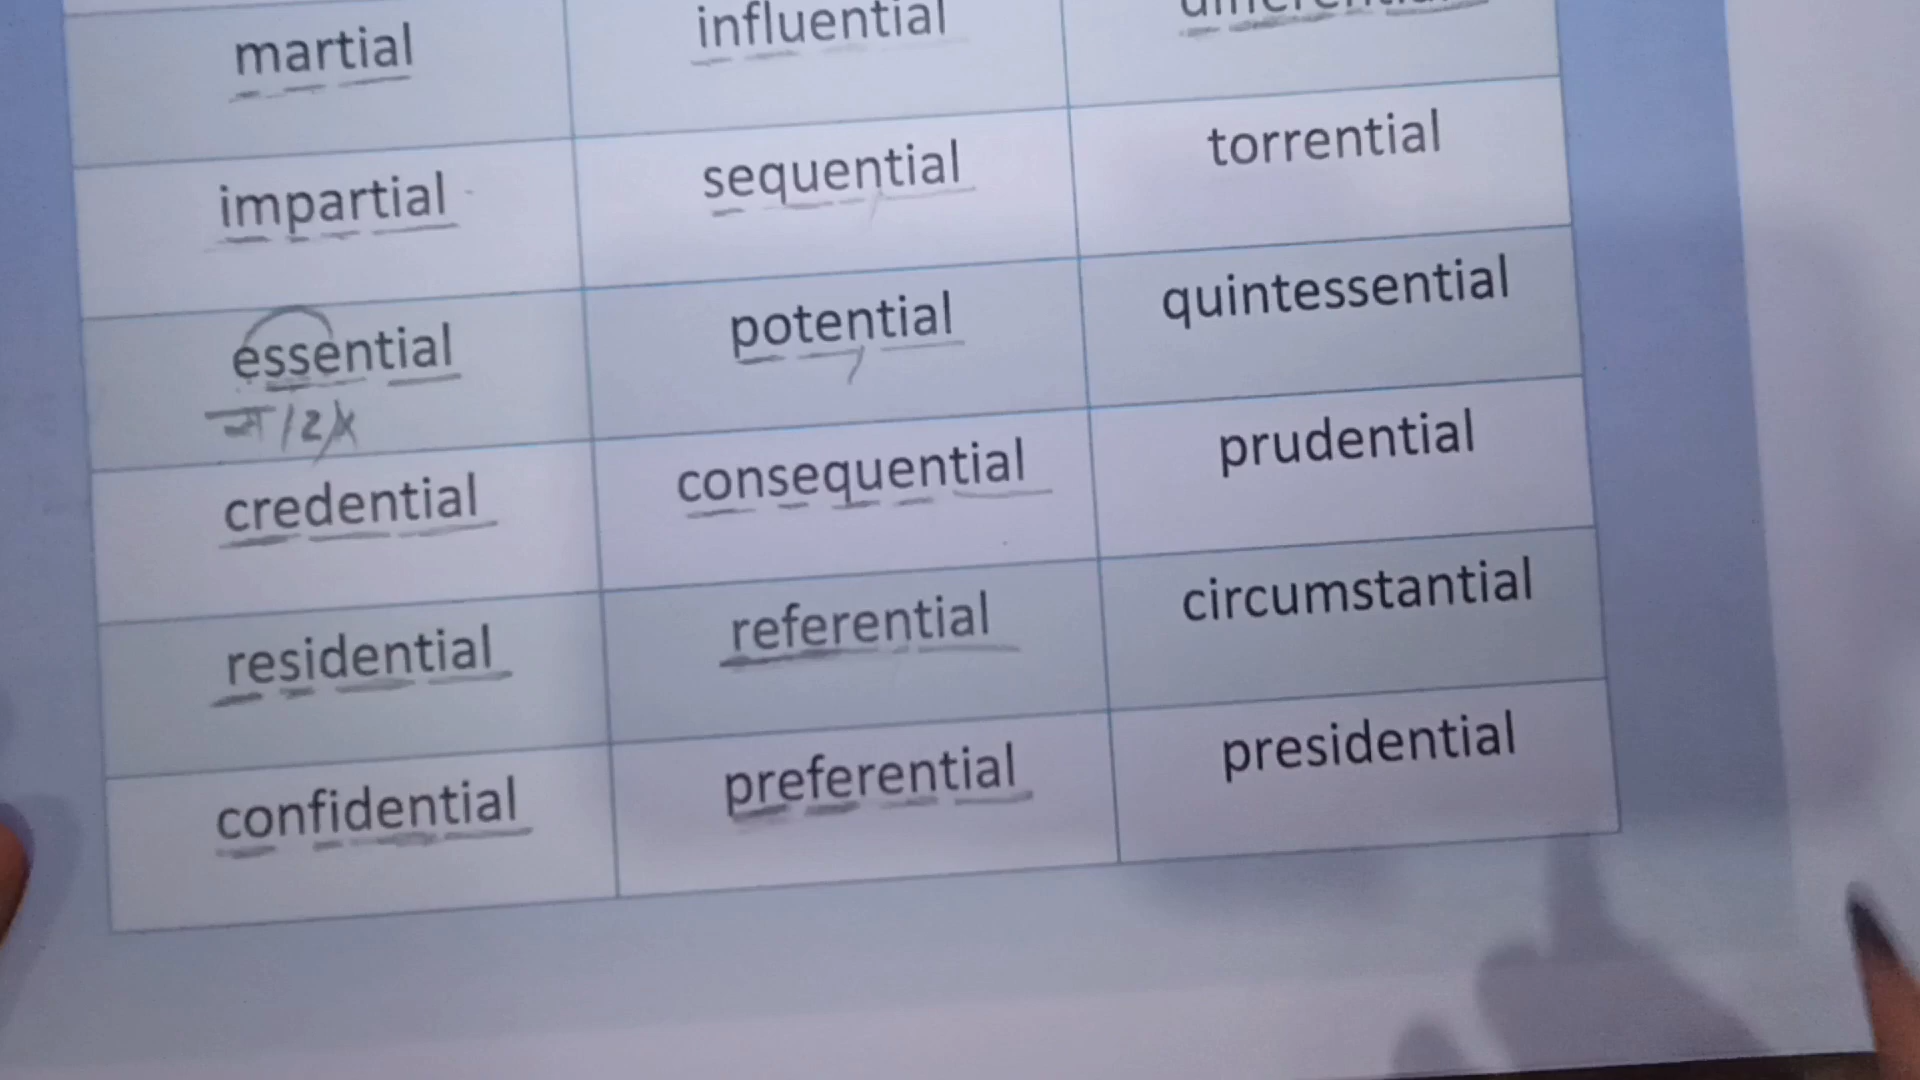 martial influential
impartial sequential torrential
essential potential quintessential
credential consequential prudential
residential referential circumstantial
confidential preferential presidential